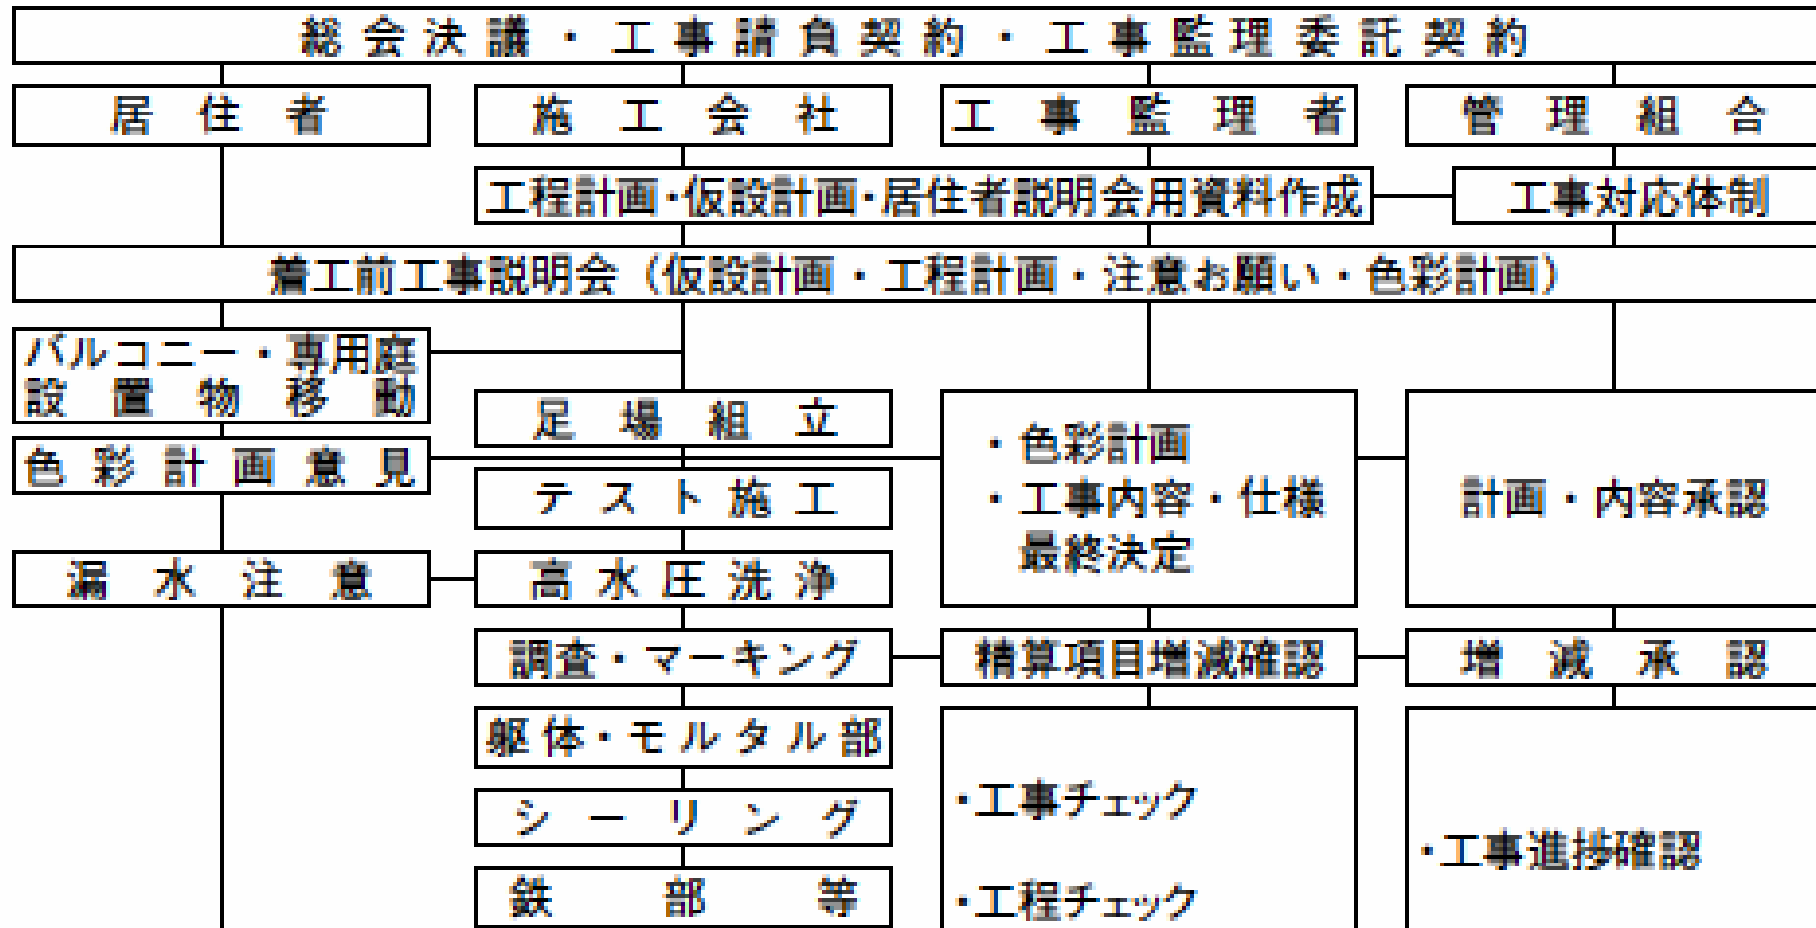 総会決議・工事請負契約・工事監理委託契約
居住者
施工会社
工事監理者
管理組合
工程計画・仮設計画・居住者説明会用資料作成
工事対応体制
着工前工事説明会（仮設計画・工程計画・注意お願い・色彩計画）
バルコニー・専用庭
設置物移動
足場組立
色彩計画意見
・色彩計画
・工事内容・仕様
最終決定
計画・内容承認
テスト施工
漏水注意
高水圧洗浄
調査・マーキング
精算項目増減確認
増減承認
躯体・モルタル部
シーリング
鉄部等
・工事チェック
・工程チェック
・工事進捗確認